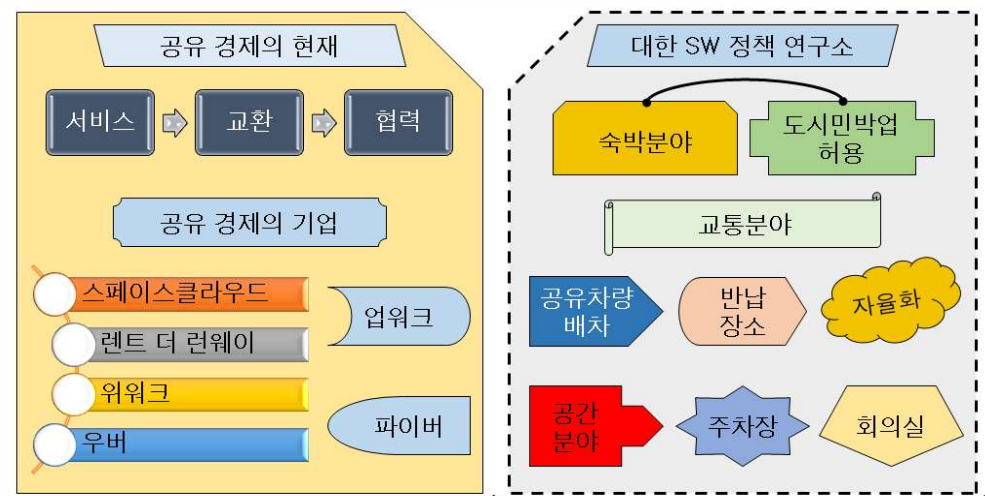 공유 경제의 현재
서비스
교환
협력
공유 경제의 기업
스페이스클라우드
렌트 더 런웨이
위워크
우버
업워크
파이버
대한 SW 정책 연구소
숙박분야
도시민박업
허용
교통분야
공유차량
배차
반납
장소
자율화
공간
분야
주차장
회의실